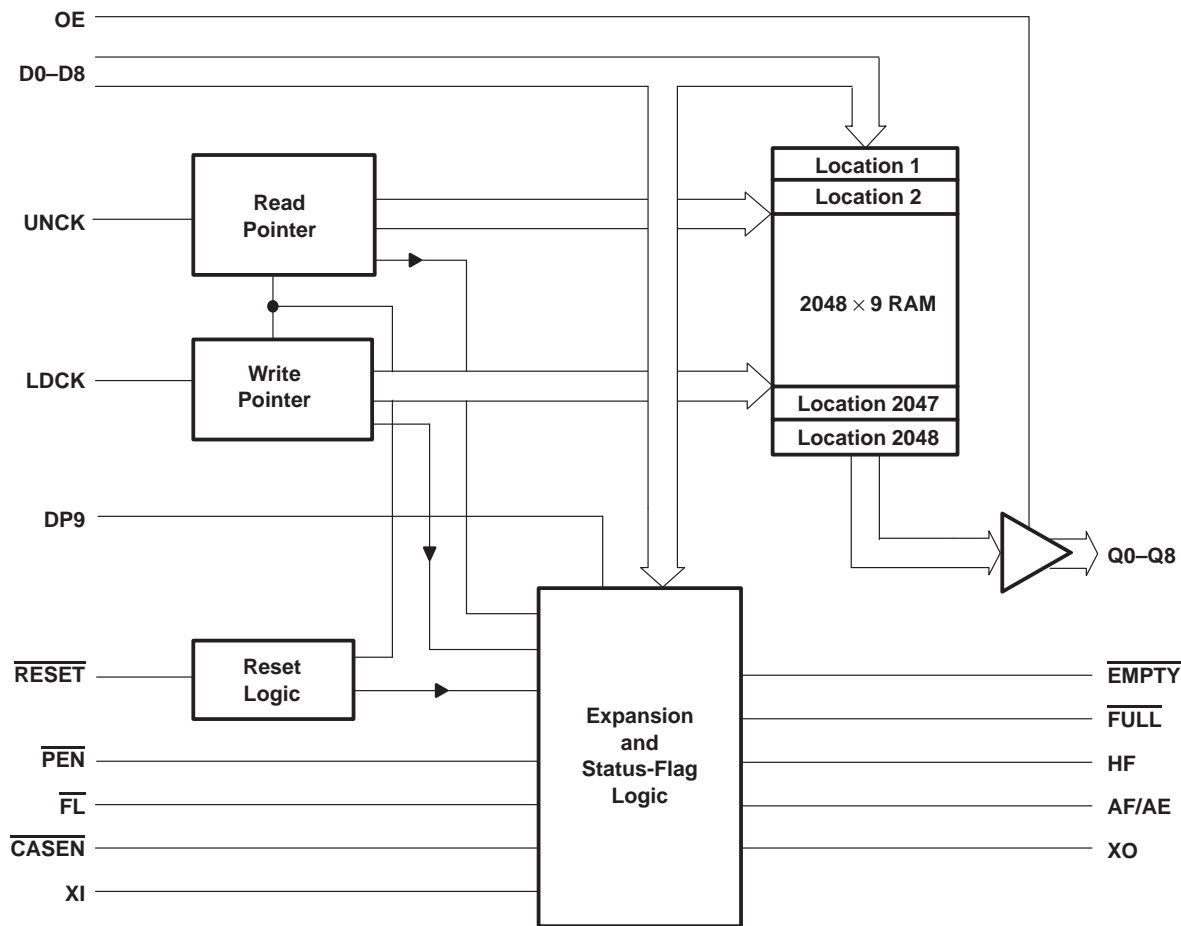 OE
D0–D8
Location 1
Location 2
Read
Pointer
UNCK
2048 × 9 RAM
Write
Pointer
LDCK
Location 2047
Location 2048
DP9
Q0–Q8
RESET
Reset
Logic
EMPTY
Expansion
and
Status-Flag
Logic
FULL
PEN
HF
FL
AF/AE
CASEN
XO
XI